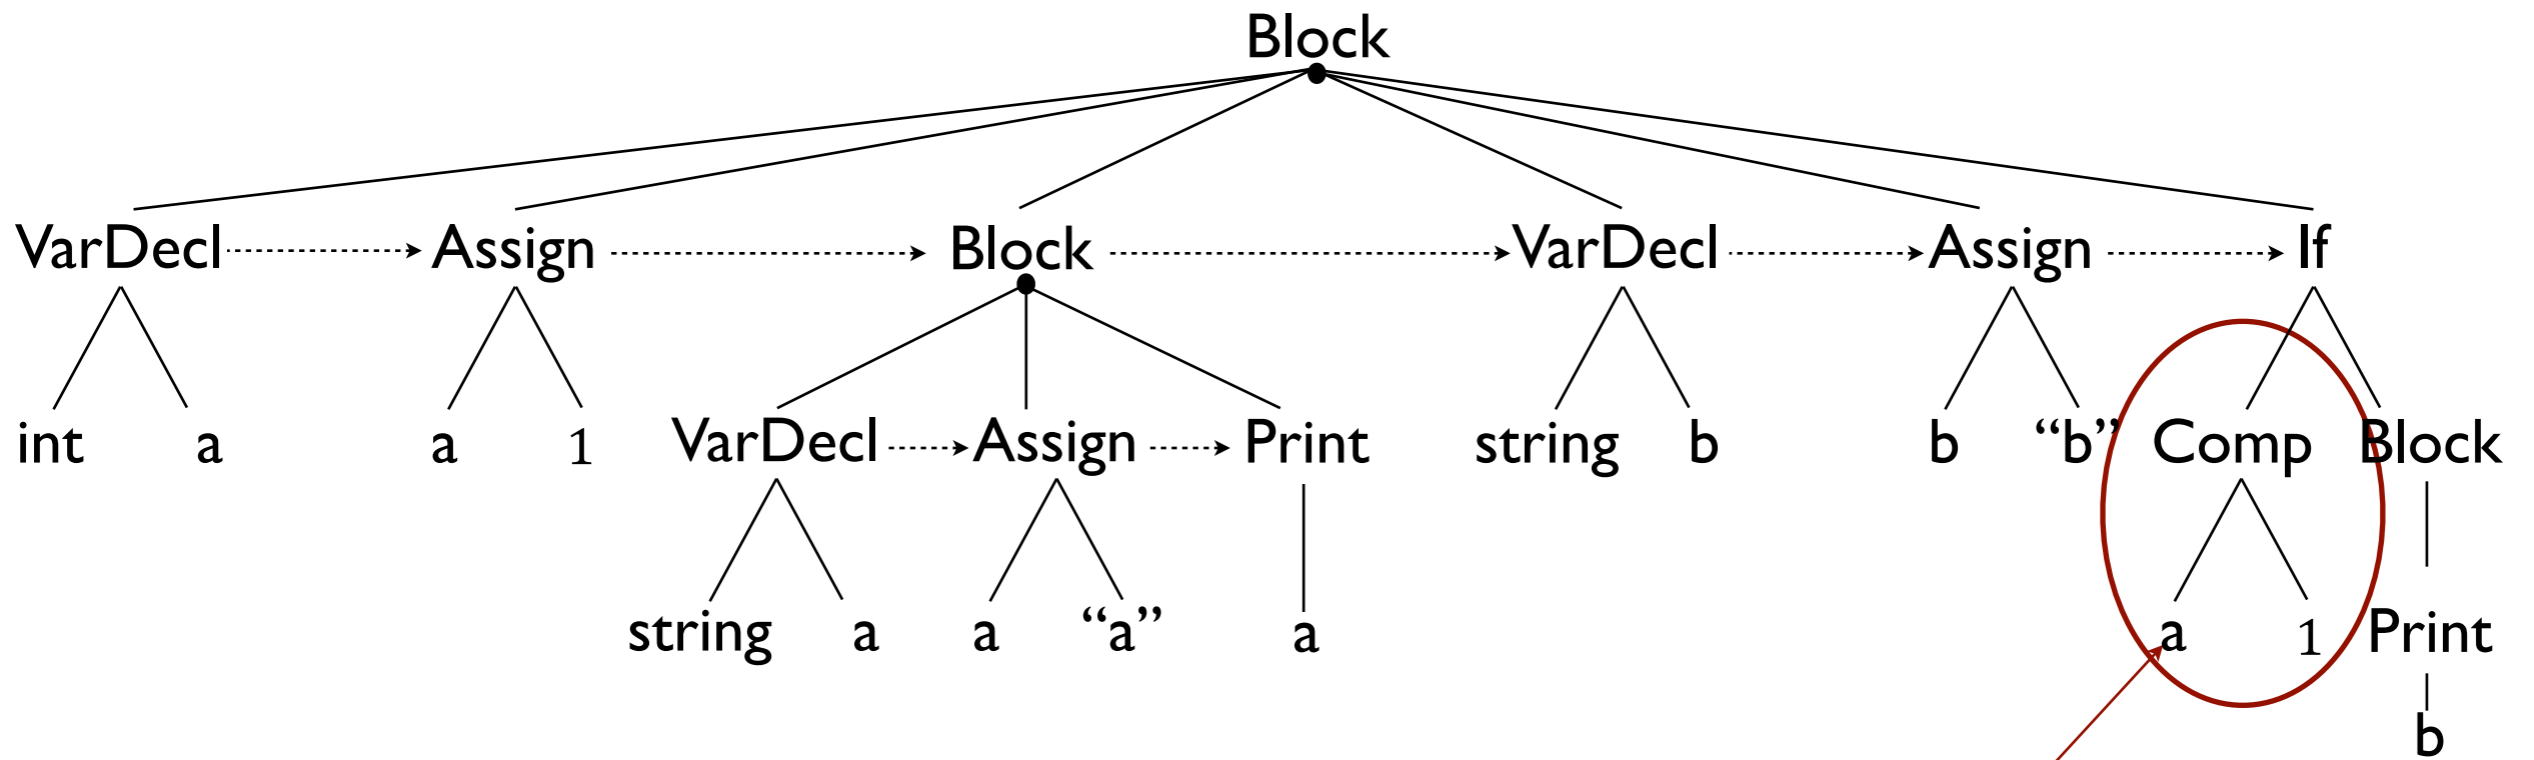 Block
VarDecl Assign Block VarDecl Assign If
int a a 1 VarDecl Assign Print string b b “b” Comp Block
string a a “a” a a 1 Print
b